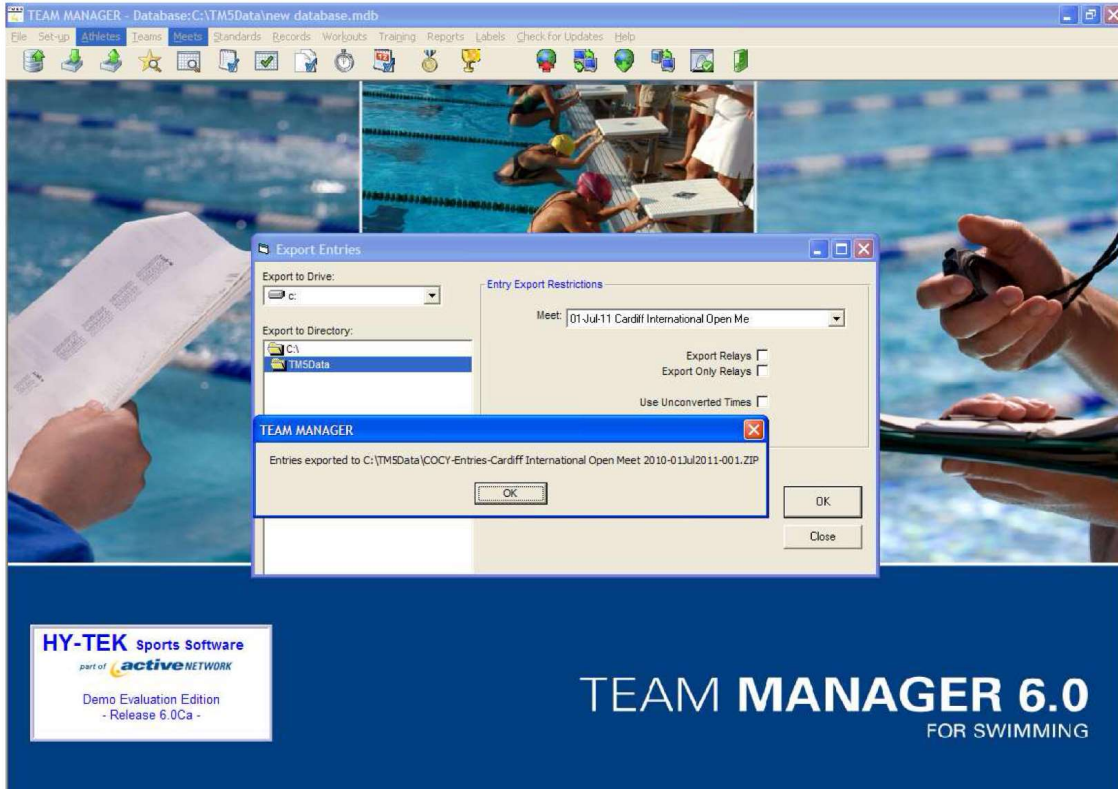 TEAM MANAGER - Database:C:\TM5Data\new database.mdb
File Set-up Athletes Teams Meets Standards Records Workouts Training Reports Labels Check for Updates Help
Export Entries
Export to Drive:
c:
Export to Directory:
C:\
TM5Data
Entry Export Restrictions
Meet: 01-Jul-11 Cardiff International Open Me
Export Relays
Export Only Relays
Use Unconverted Times
TEAM MANAGER
Entries exported to C:\TM5Data\COCY-Entries-Cardiff International Open Meet 2010-01Jul2011-001.ZIP
OK
OK
Close
HY-TEK Sports Software
part of active NETWORK
Demo Evaluation Edition
- Release 6.0Ca -
TEAM MANAGER 6.0
FOR SWIMMING